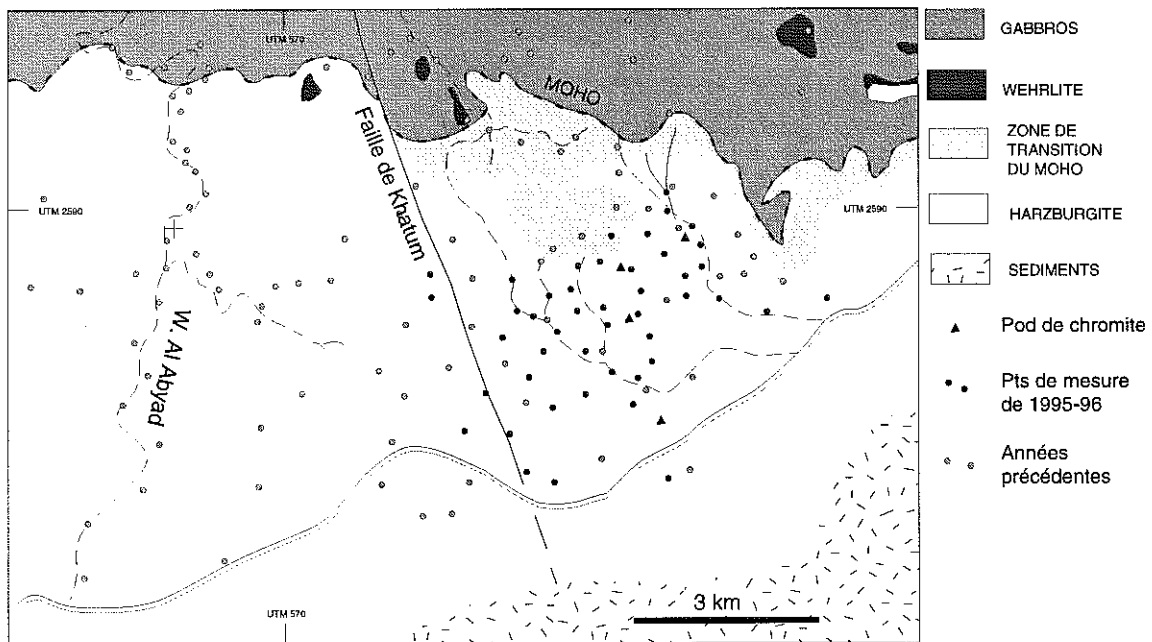 UTM 570
MOHO
Faille de Khatum
UTM 2590
UTM 2590
W. Al Abyad
UTM 570
3 km
GABBROS
WEHRLITE
ZONE DE
TRANSITION
DU MOHO
HARZBURGITE
SEDIMENTS
Pod de chromite
Pts de mesure
de 1995-96
Années
précédentes